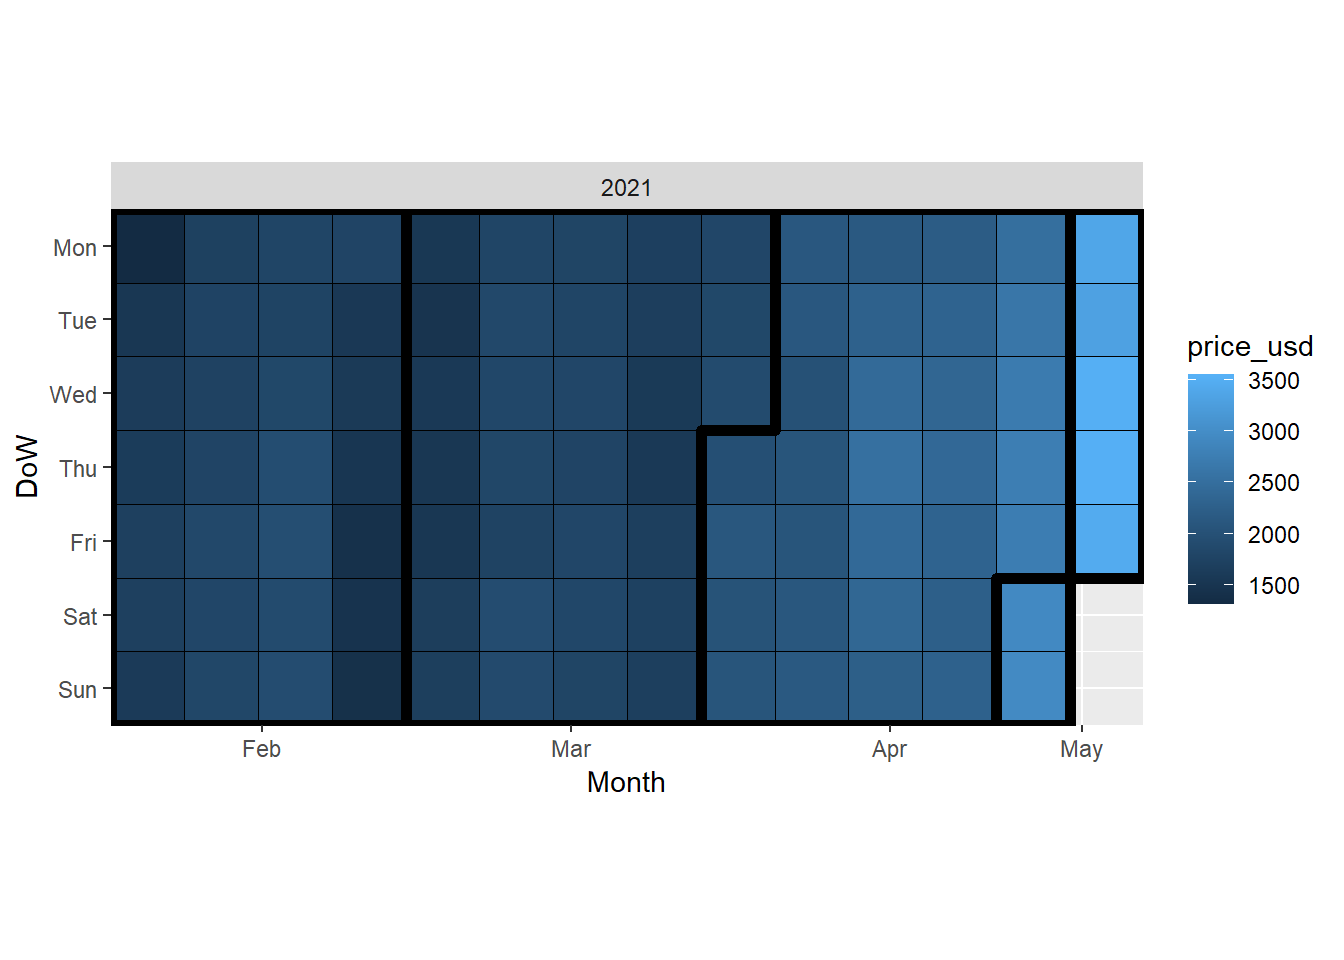 2021
Mon
Tue
Wed
Thu
Fri
Sat
Sun
DoW
Feb Mar Apr May
Month
price_usd
3500
3000
2500
2000
1500